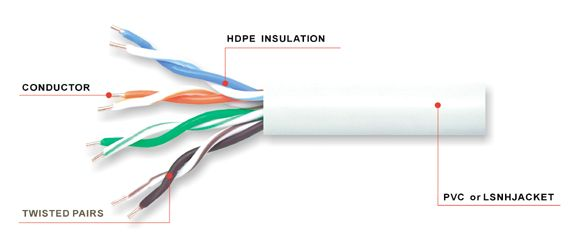 HDPE INSULATION
CONDUCTOR
PVC or LSNHJACKET
TWISTED PAIRS